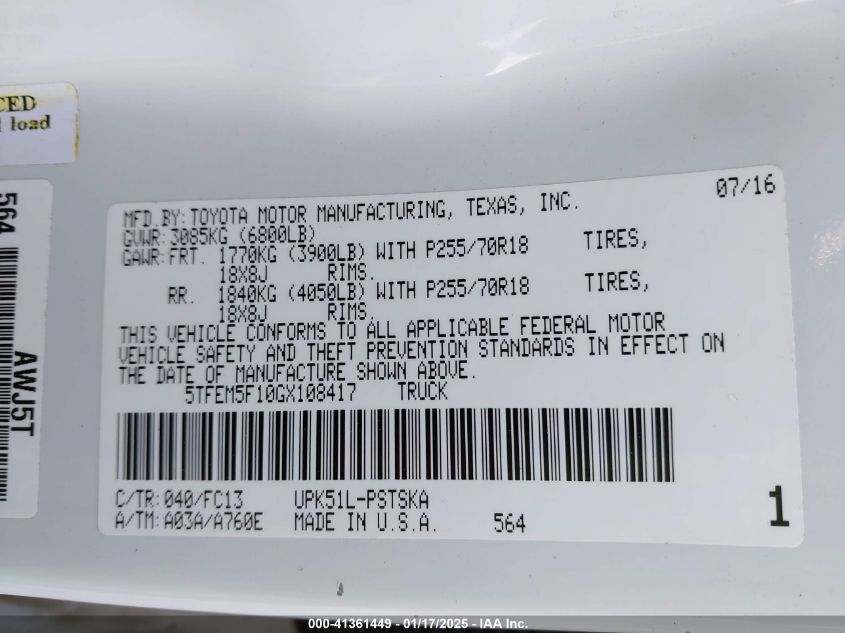 CED
l load
564
AWJ5T
07/16
MFD.BY:TOYOTA MOTOR MANUFACTURING, TEXAS, INC.
GVWR:3085KG (6800LB)
GAWR:FRT. 1770KG (3900LB) WITH P255/70R18 TIRES,
18X8J RIMS.
RR. 1840KG (4050LB) WITH P255/70R18 TIRES,
18X8J RIMS.
THIS VEHICLE CONFORMS TO ALL APPLICABLE FEDERAL MOTOR
VEHICLE SAFETY AND THEFT PREVENTION STANDARDS IN EFFECT ON
THE DATE OF MANUFACTURE SHOWN ABOVE.
5TFEM5F10GX108417 TRUCK
C/TR:040/FC13 UPK51L-PSTSKA
A/TM:A03A/A760E MADE IN U.S.A. 564
1
000-41361449 - 01/17/2025 - IAA Inc.